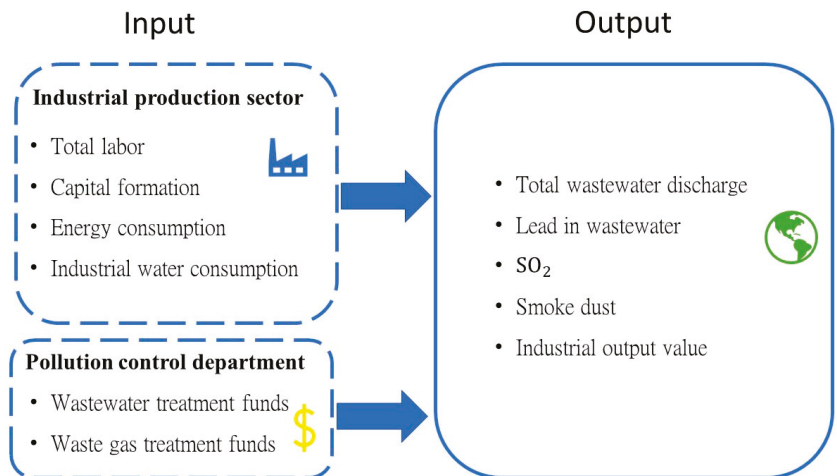 Input
Industrial production sector
• Total labor
• Capital formation
• Energy consumption
• Industrial water consumption
Pollution control department
• Wastewater treatment funds
• Waste gas treatment funds
$
Output
• Total wastewater discharge
• Lead in wastewater
• SO₂
• Smoke dust
• Industrial output value